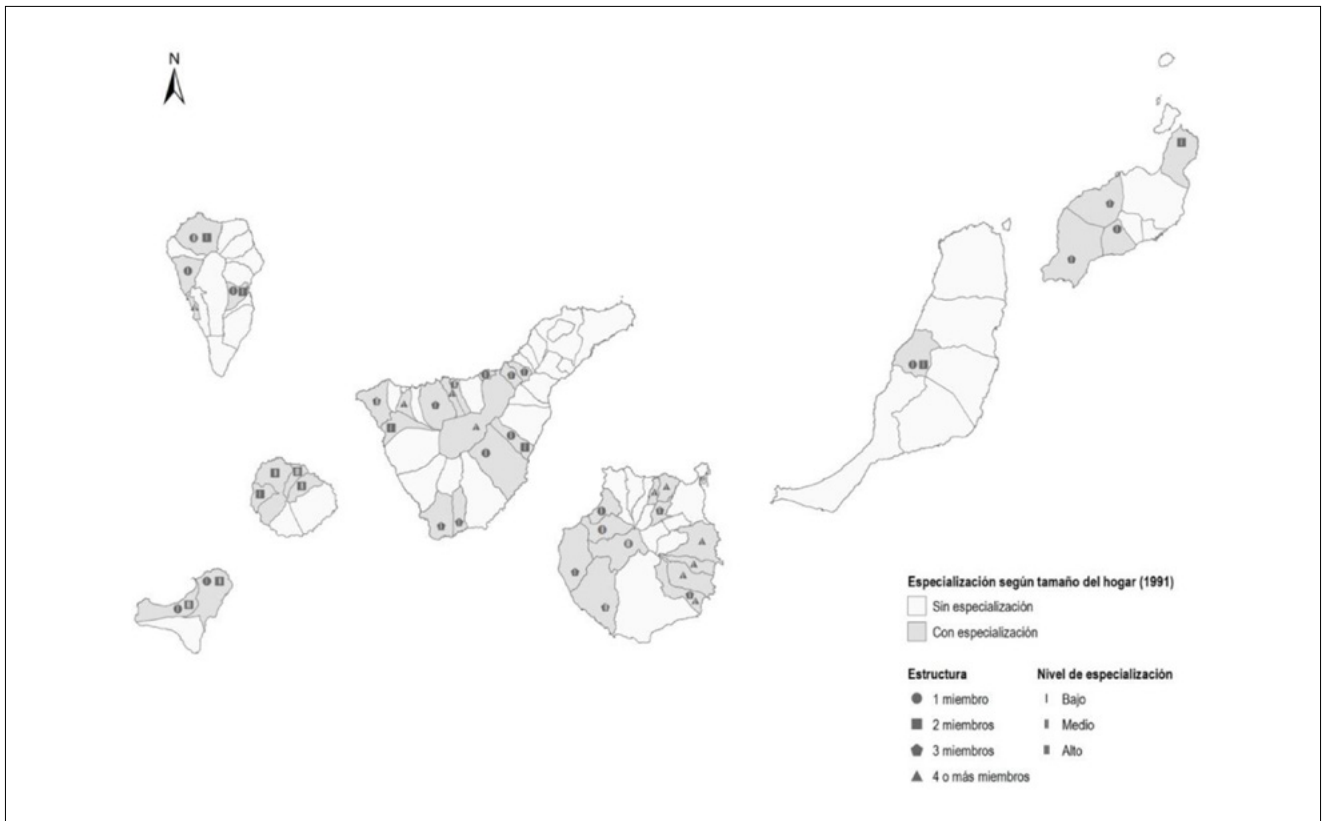 N
Especialización según tamaño del hogar (1991)
Sin especialización
Con especialización
Estructura
Nivel de especialización
1 miembro
Bajo
2 miembros
Medio
3 miembros
Alto
4 o más miembros